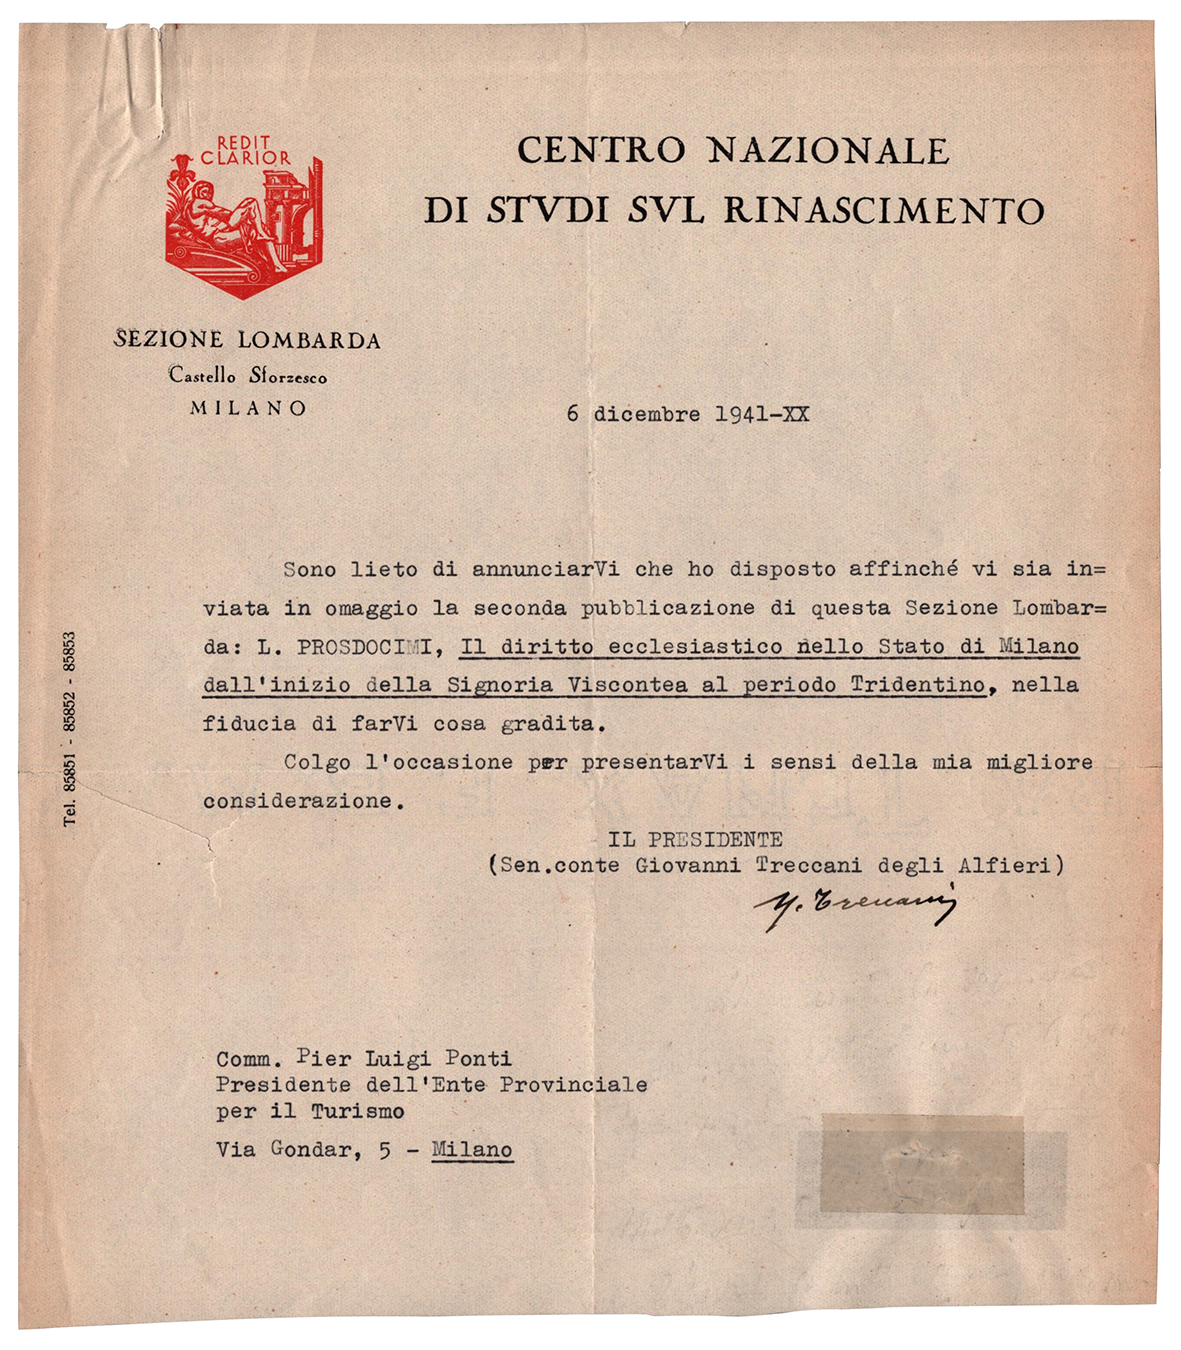 REDIT
CLARIOR
CENTRO NAZIONALE
DI STVDI SVL RINASCIMENTO
SEZIONE LOMBARDA
Castello Sforzesco
MILANO
6 dicembre 1941-XX
Sono lieto di annunciarVi che ho disposto affinché vi sia in=
viata in omaggio la seconda pubblicazione di questa Sezione Lombar=
da: L. PROSDOCIMI, Il diritto ecclesiastico nello Stato di Milano
dall'inizio della Signoria Viscontea al periodo Tridentino, nella
fiducia di farVi cosa gradita.
Colgo l'occasione per presentarVi i sensi della mia migliore
considerazione.
IL PRESIDENTE
(Sen.conte Giovanni Treccani degli Alfieri)
G. Treccani
Comm. Pier Luigi Ponti
Presidente dell'Ente Provinciale
per il Turismo
Via Gondar, 5 - Milano
Tel. 85851 - 85852 - 85853